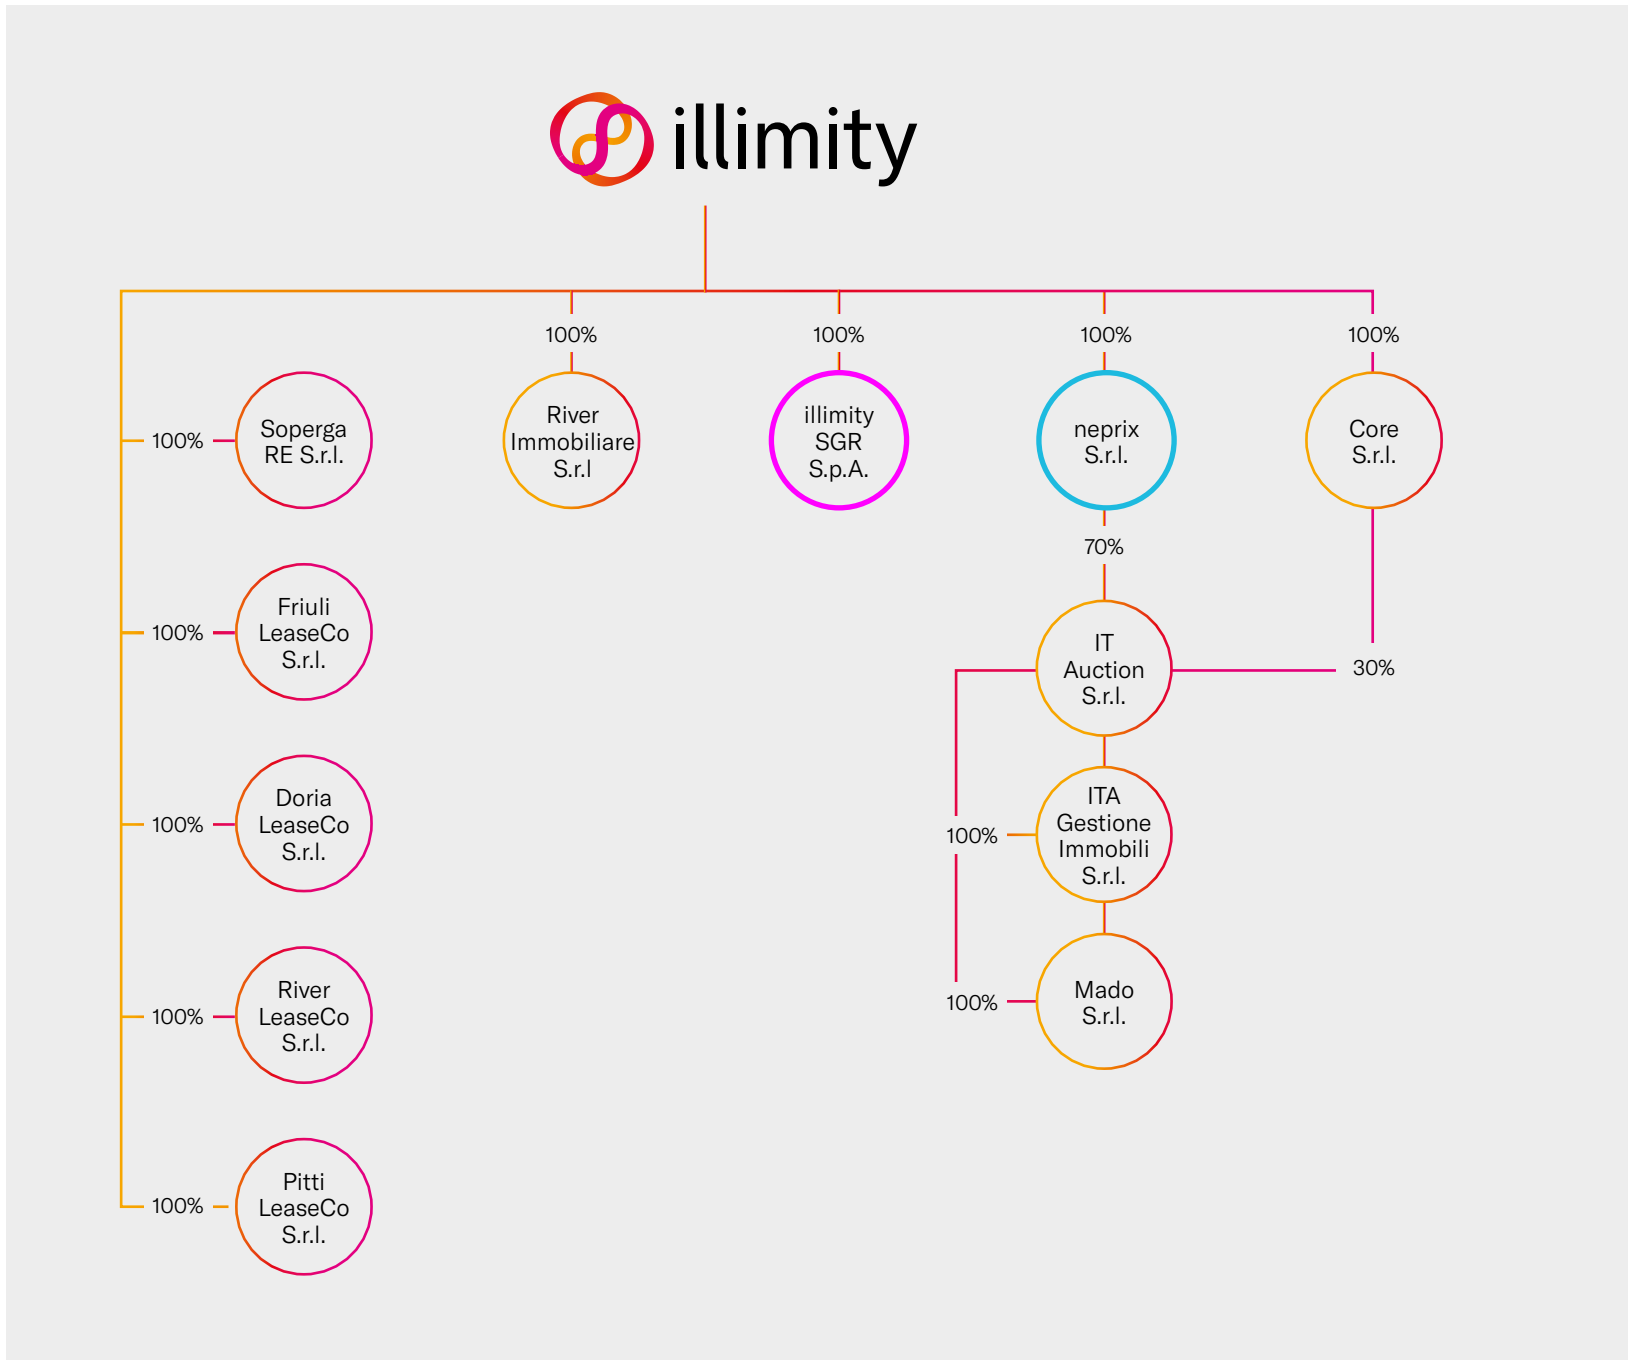 illimity
100%
100%
100%
100%
100%
Soperga
RE S.r.l.
River
Immobiliare
S.r.l
illimity
SGR
S.p.A.
neprix
S.r.l.
Core
S.r.l.
70%
100%
Friuli
LeaseCo
S.r.l.
IT
Auction
S.r.l.
30%
100%
Doria
LeaseCo
S.r.l.
100%
ITA
Gestione
Immobili
S.r.l.
100%
River
LeaseCo
S.r.l.
100%
Mado
S.r.l.
100%
Pitti
LeaseCo
S.r.l.